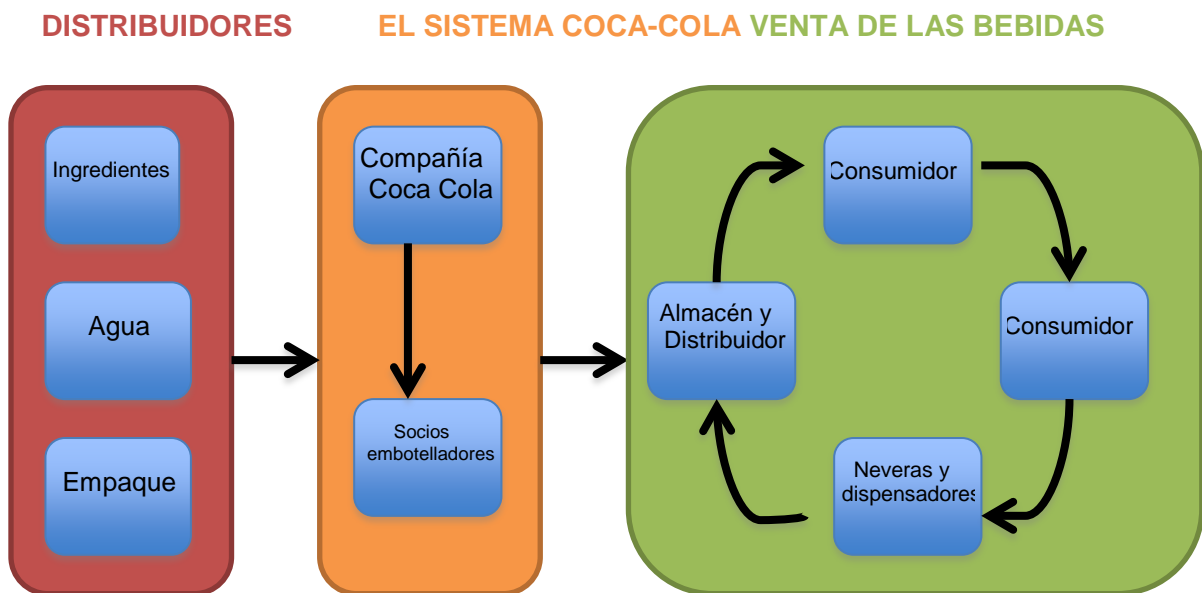 DISTRIBUIDORES
EL SISTEMA COCA-COLA VENTA DE LAS BEBIDAS
Ingredientes
Agua
Empaque
Compañía
Coca Cola
Socios
embotelladores
Consumidor
Consumidor
Almacén y
Distribuidor
Neveras y
dispensadores